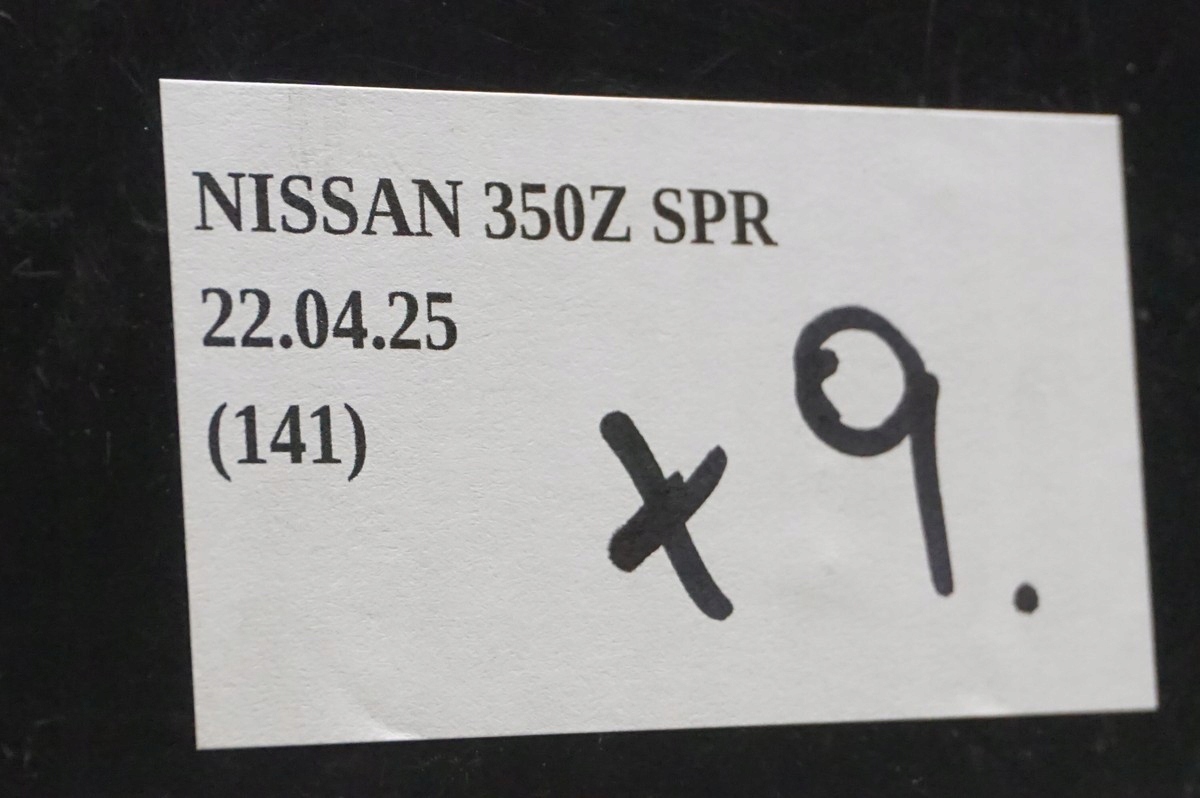 NISSAN 350Z SPR
22.04.25
(141)
x9.